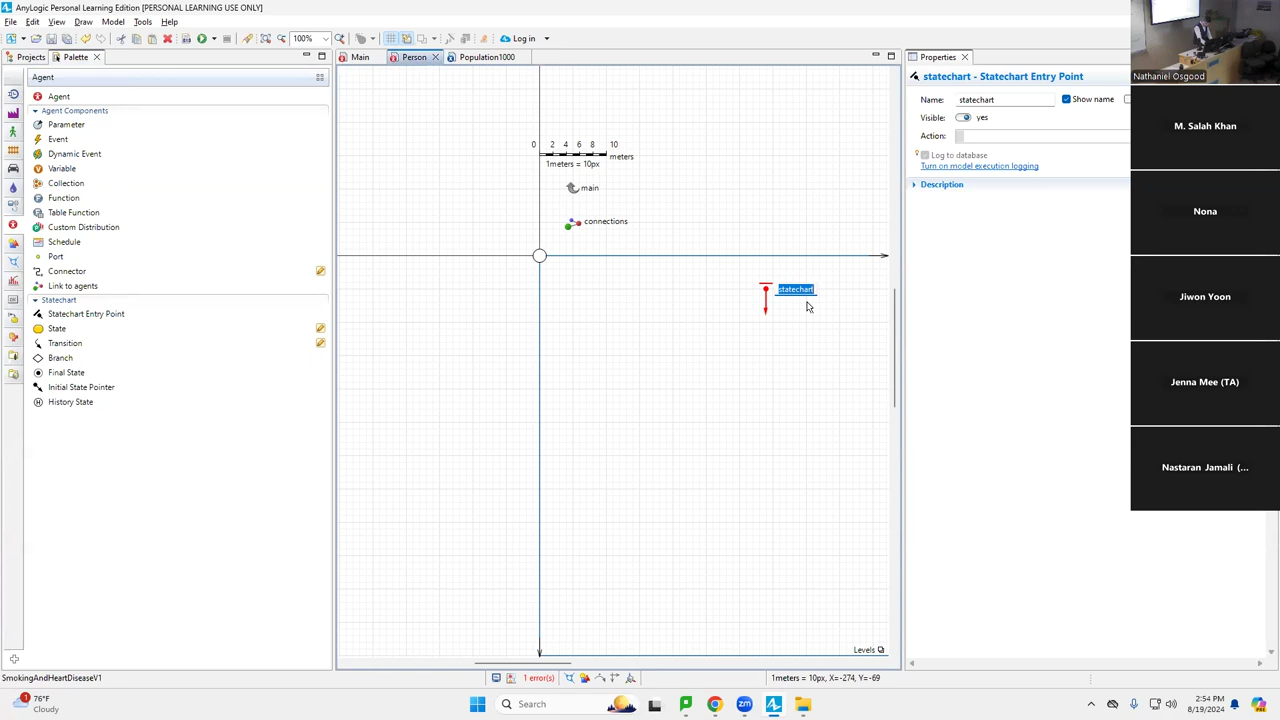 AnyLogic Personal Learning Edition [PERSONAL LEARNING USE ONLY]
File Edit View Draw Model Tools Help
100% Log in
Projects Palette
Main Person Population1000
Properties
Agent
Agent
Agent Components
Parameter
Event
Dynamic Event
Variable
Collection
Function
Table Function
Custom Distribution
Schedule
Port
Connector
Link to agents
Statechart
Statechart Entry Point
State
Transition
Branch
Final State
Initial State Pointer
History State
0 2 4 6 8 10
meters
1meters = 10px
main
connections
statechart
Levels
statechart - Statechart Entry Point
Name: statechart Show name
Visible: yes
Action:
Log to database
Turn on model execution logging
Description
Nathaniel Osgood
M. Salah Khan
Nona
Jiwon Yoon
Jenna Mee (TA)
Nastaran Jamali (...
SmokingAndHeartDiseaseV1
1 error(s)
1meters = 10px, X=-274, Y=-69
1
76°F
Cloudy
Search
2:54 PM
8/19/2024